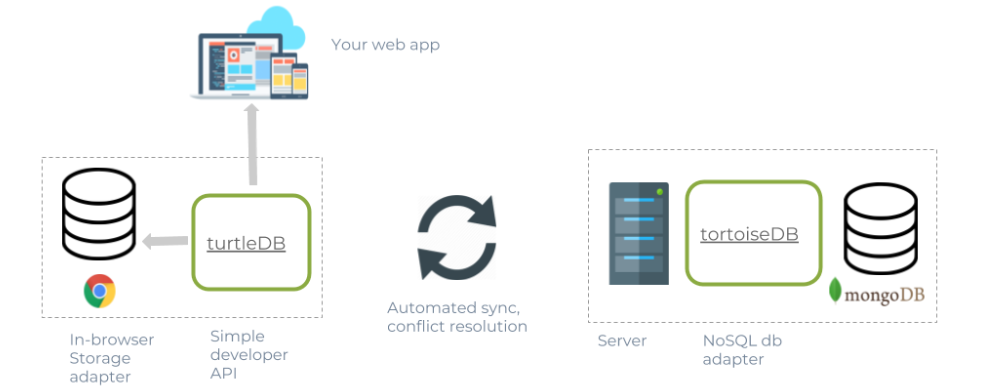 Your web app
turtleDB
tortoiseDB
mongoDB
Automated sync,
conflict resolution
In-browser
Storage
adapter
Simple
developer
API
Server
NoSQL db
adapter